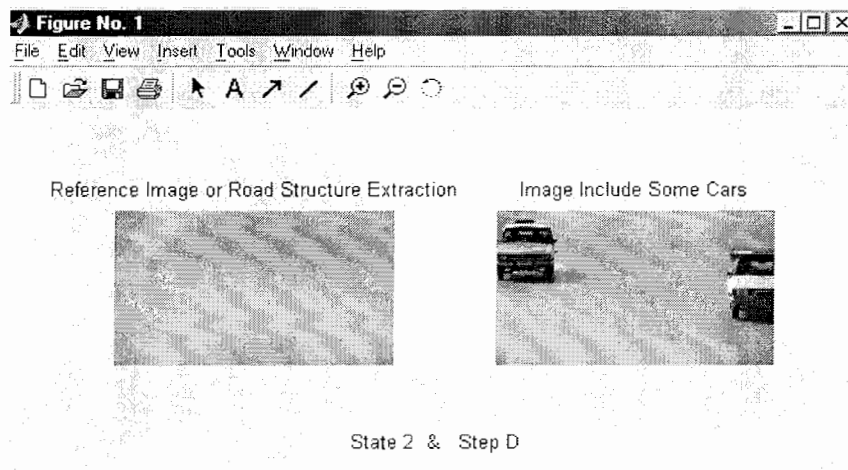 Figure No. 1
File Edit View Insert Tools Window Help
A
Reference Image or Road Structure Extraction
Image Include Some Cars
State 2 & Step D